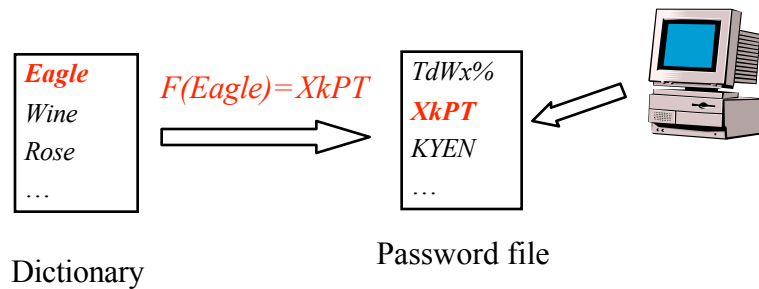 Eagle
Wine
Rose
…
F(Eagle)=XkPT
TdWx%
XkPT
KYEN
…
Dictionary
Password file